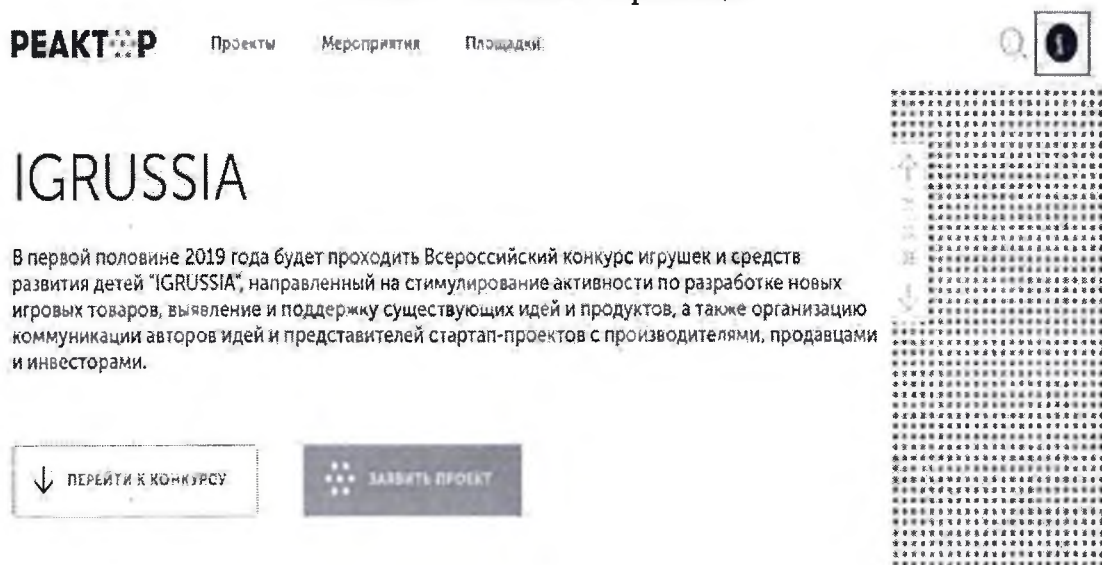 РЕАКТОР Проекты Мероприятия Площадки
IGRUSSIA
В первой половине 2019 года будет проходить Всероссийский конкурс игрушек и средств
развития детей "IGRUSSIA", направленный на стимулирование активности по разработке новых
игровых товаров, выявление и поддержку существующих идей и продуктов, а также организацию
коммуникации авторов идей и представителей стартап-проектов с производителями, продавцами
и инвесторами.
ПЕРЕЙТИ К КОНКУРСУ ЗАЯВИТЬ ПРОЕКТ